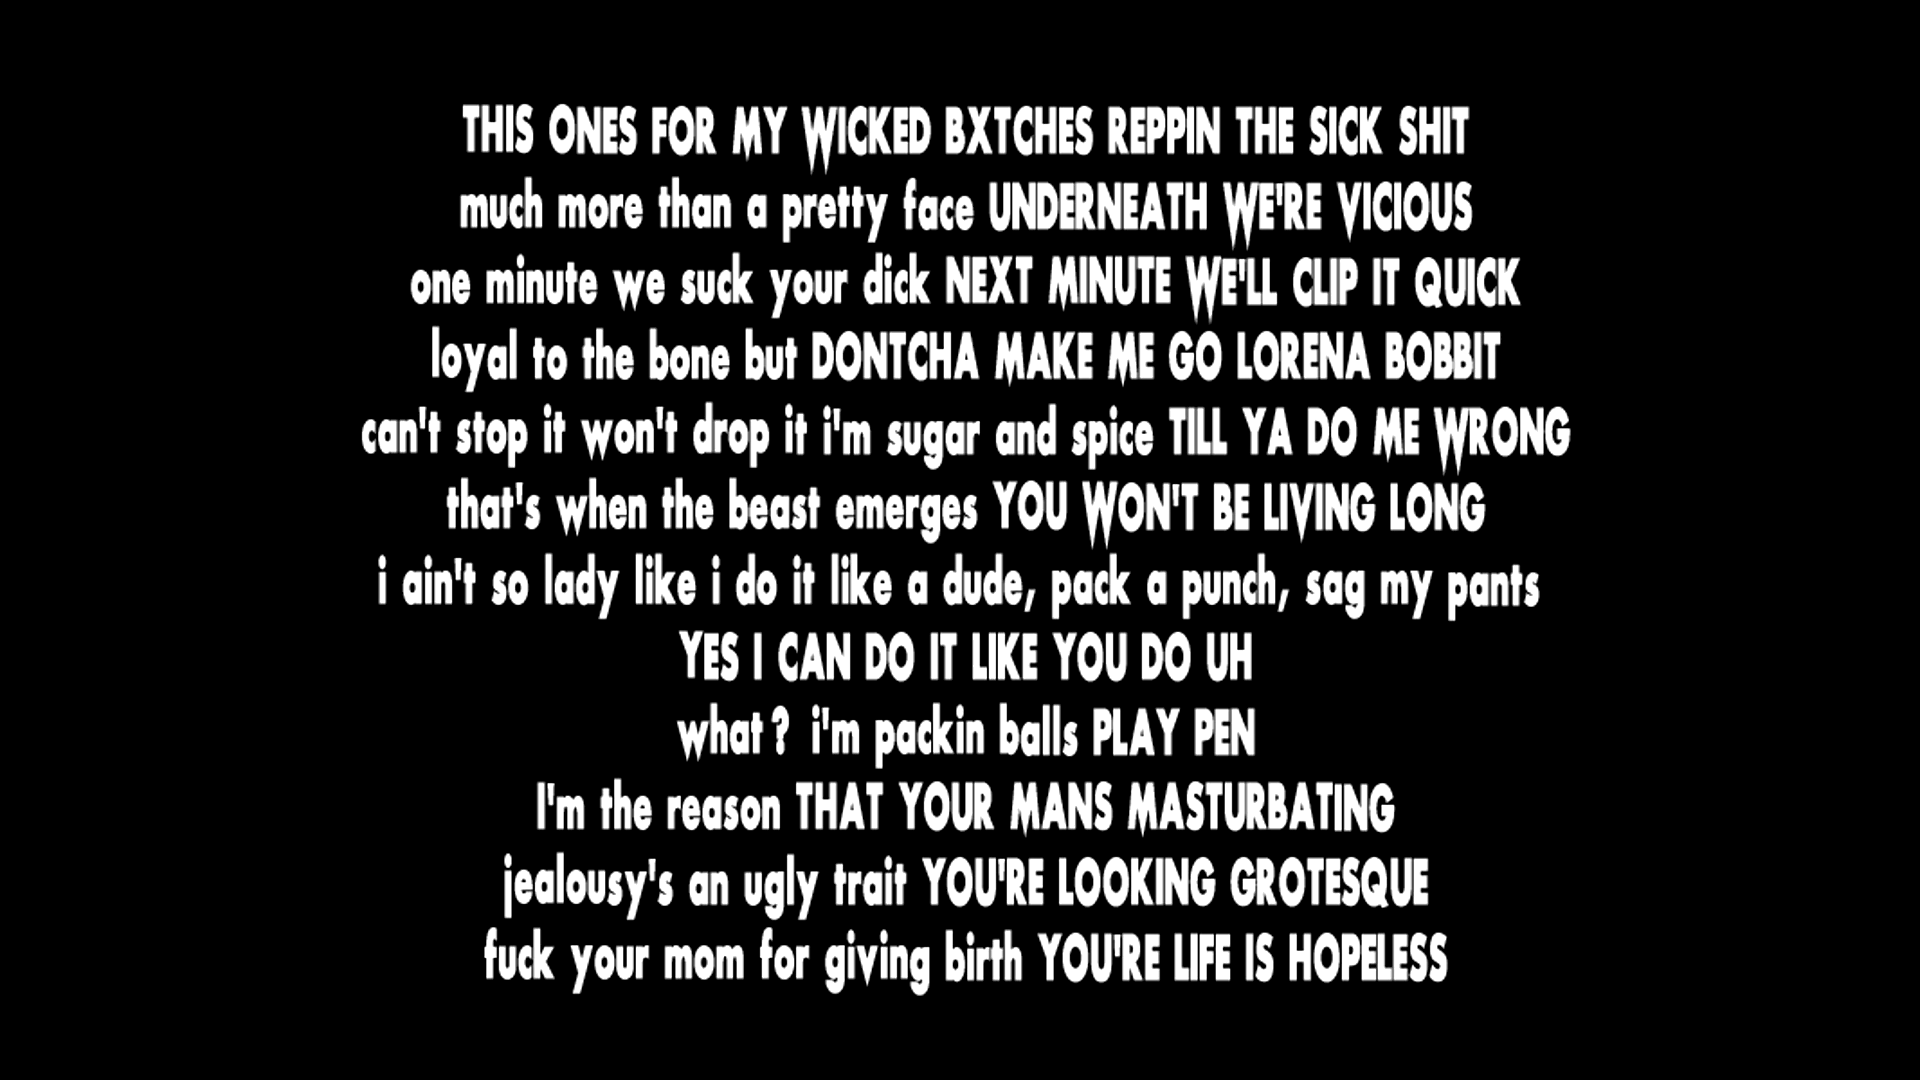 THIS ONES FOR MY WICKED BXTCHES REPPIN THE SICK SHIT
much more than a pretty face UNDERNEATH WE'RE VICIOUS
one minute we suck your dick NEXT MINUTE WE'LL CLIP IT QUICK
loyal to the bone but DONTCHA MAKE ME GO LORENA BOBBIT
can't stop it won't drop it i'm sugar and spice TILL YA DO ME WRONG
that's when the beast emerges YOU WON'T BE LIVING LONG
i ain't so lady like i do it like a dude, pack a punch, sag my pants
YES I CAN DO IT LIKE YOU DO UH
what? i'm packin balls PLAY PEN
I'm the reason THAT YOUR MANS MASTURBATING
jealousy's an ugly trait YOU'RE LOOKING GROTESQUE
fuck your mom for giving birth YOU'RE LIFE IS HOPELESS